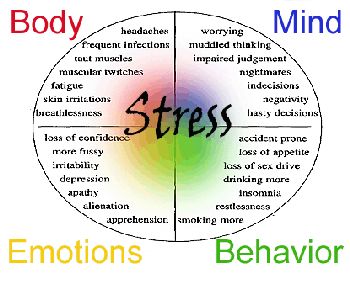 Body
Mind
headaches
frequent infections
taut muscles
muscular twitches
fatigue
skin irritations
breathlessness
worrying
muddled thinking
impaired judgement
nightmares
indecisions
negativity
hasty decisions
Stress
loss of confidence
more fussy
irritability
depression
apathy
alienation
apprehension
accident prone
loss of appetite
loss of sex drive
drinking more
insomnia
restlessness
smoking more
Emotions
Behavior